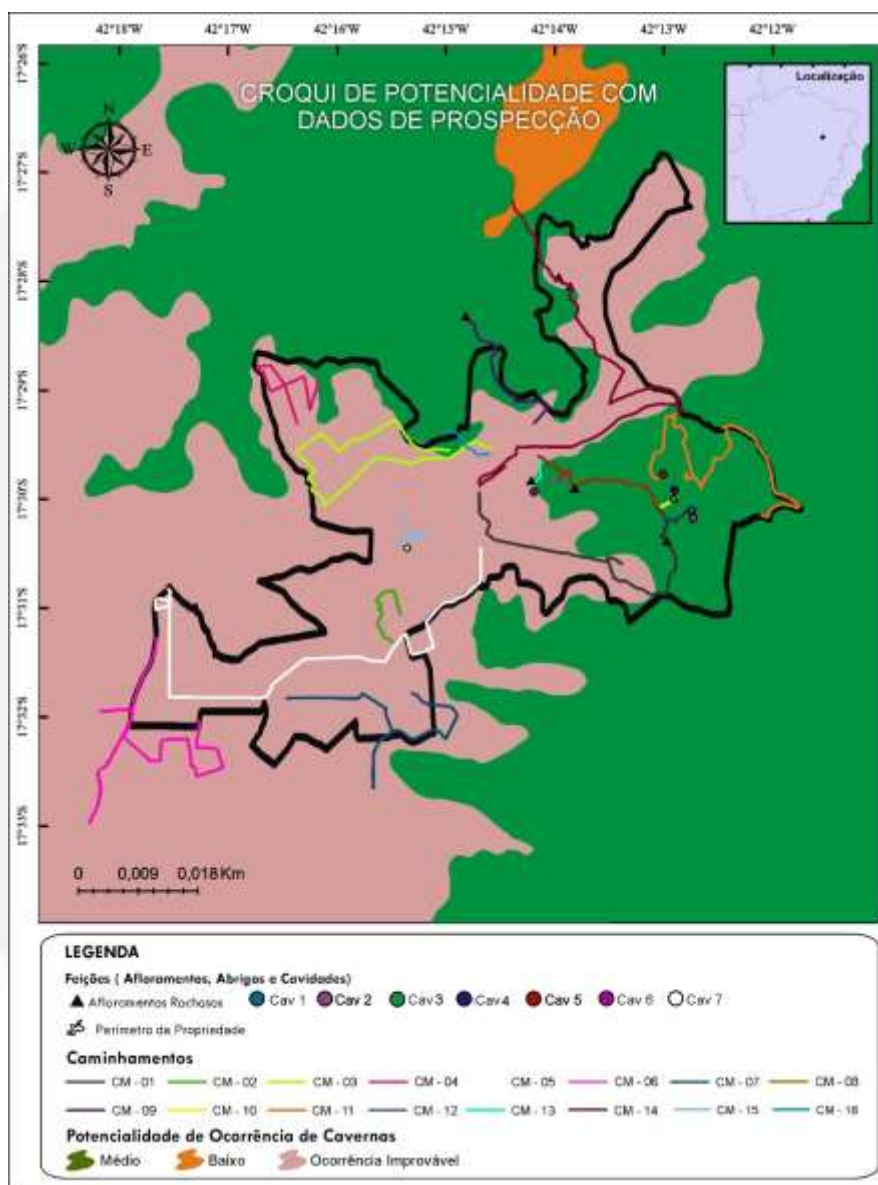 42°18'W 42°17'W 42°16'W 42°15'W 42°14'W 42°13'W 42°12'W
17°26'S
17°27'S
17°28'S
17°29'S
17°30'S
17°31'S
17°32'S
17°33'S
CROQUI DE POTENCIALIDADE COM
DADOS DE PROSPECÇÃO
Localização
N
W E
S
0 0,009 0,018 Km
LEGENDA
Feições ( Afloramentos, Abrigos e Cavidades)
Afloramentos Rochosos Cav 1 Cav 2 Cav 3 Cav 4 Cav 5 Cav 6 Cav 7
Perímetro da Propriedade
Caminhamentos
CM - 01 CM - 02 CM - 03 CM - 04 CM - 05 CM - 06 CM - 07 CM - 08
CM - 09 CM - 10 CM - 11 CM - 12 CM - 13 CM - 14 CM - 15 CM - 16
Potencialidade de Ocorrência de Cavernas
Médio Baixo Ocorrência Improvável